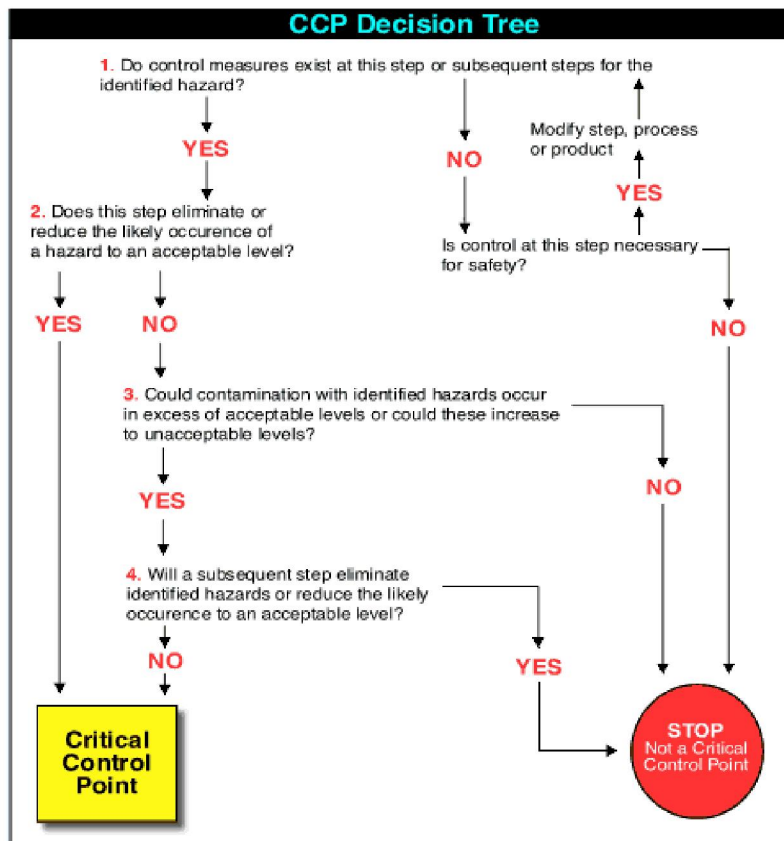 CCP Decision Tree
1. Do control measures exist at this step or subsequent steps for the
identified hazard?
YES
NO
Modify step, process
or product
YES
2. Does this step eliminate or
reduce the likely occurence of
a hazard to an acceptable level?
Is control at this step necessary
for safety?
YES
NO
NO
3. Could contamination with identified hazards occur
in excess of acceptable levels or could these increase
to unacceptable levels?
YES
NO
4. Will a subsequent step eliminate
identified hazards or reduce the likely
occurence to an acceptable level?
NO
YES
Critical
Control
Point
STOP
Not a Critical
Control Point